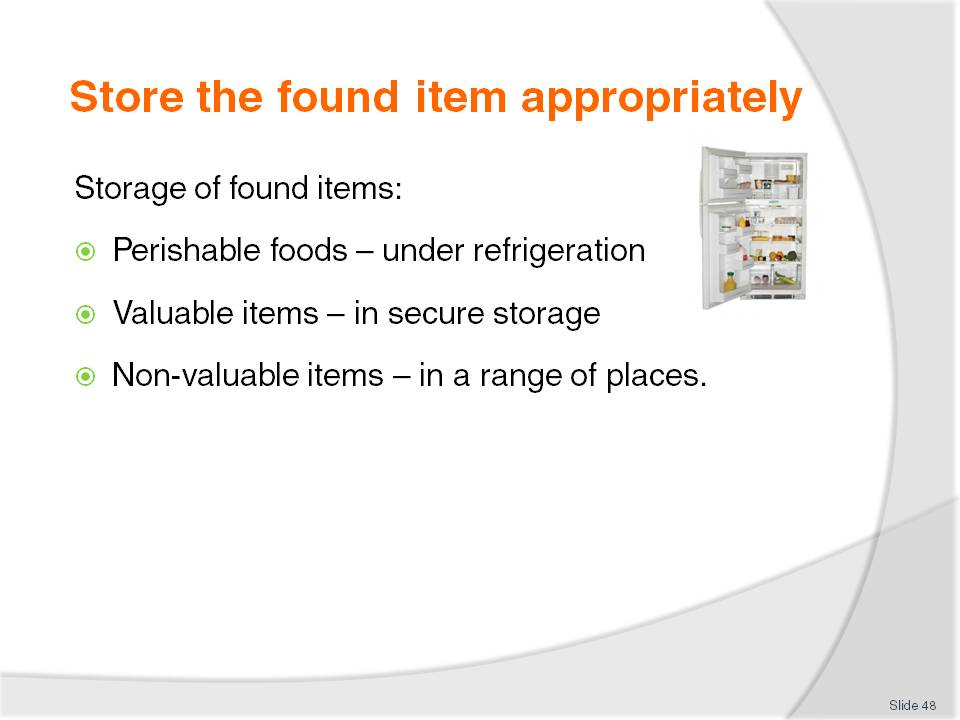 Store the found item appropriately
Storage of found items:
Perishable foods – under refrigeration
Valuable items – in secure storage
Non-valuable items – in a range of places.
Slide 48